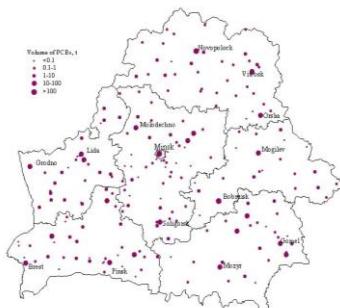 Volume of PCBs, t
<0.1
0.1-1
1-10
10-100
>100
Novopolock
Vitebsk
Orsha
Molodechno
Minsk
Mogilev
Lida
Grodno
Bobruisk
Soligorsk
Gomel
Brest
Pinsk
Mozyr